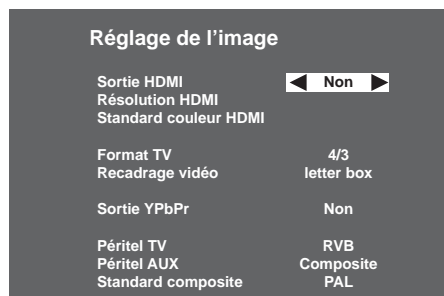 Réglage de l’image
Sortie HDMI Non
Résolution HDMI
Standard couleur HDMI
Format TV 4/3
Recadrage vidéo letter box
Sortie YPbPr Non
Péritel TV RVB
Péritel AUX Composite
Standard composite PAL